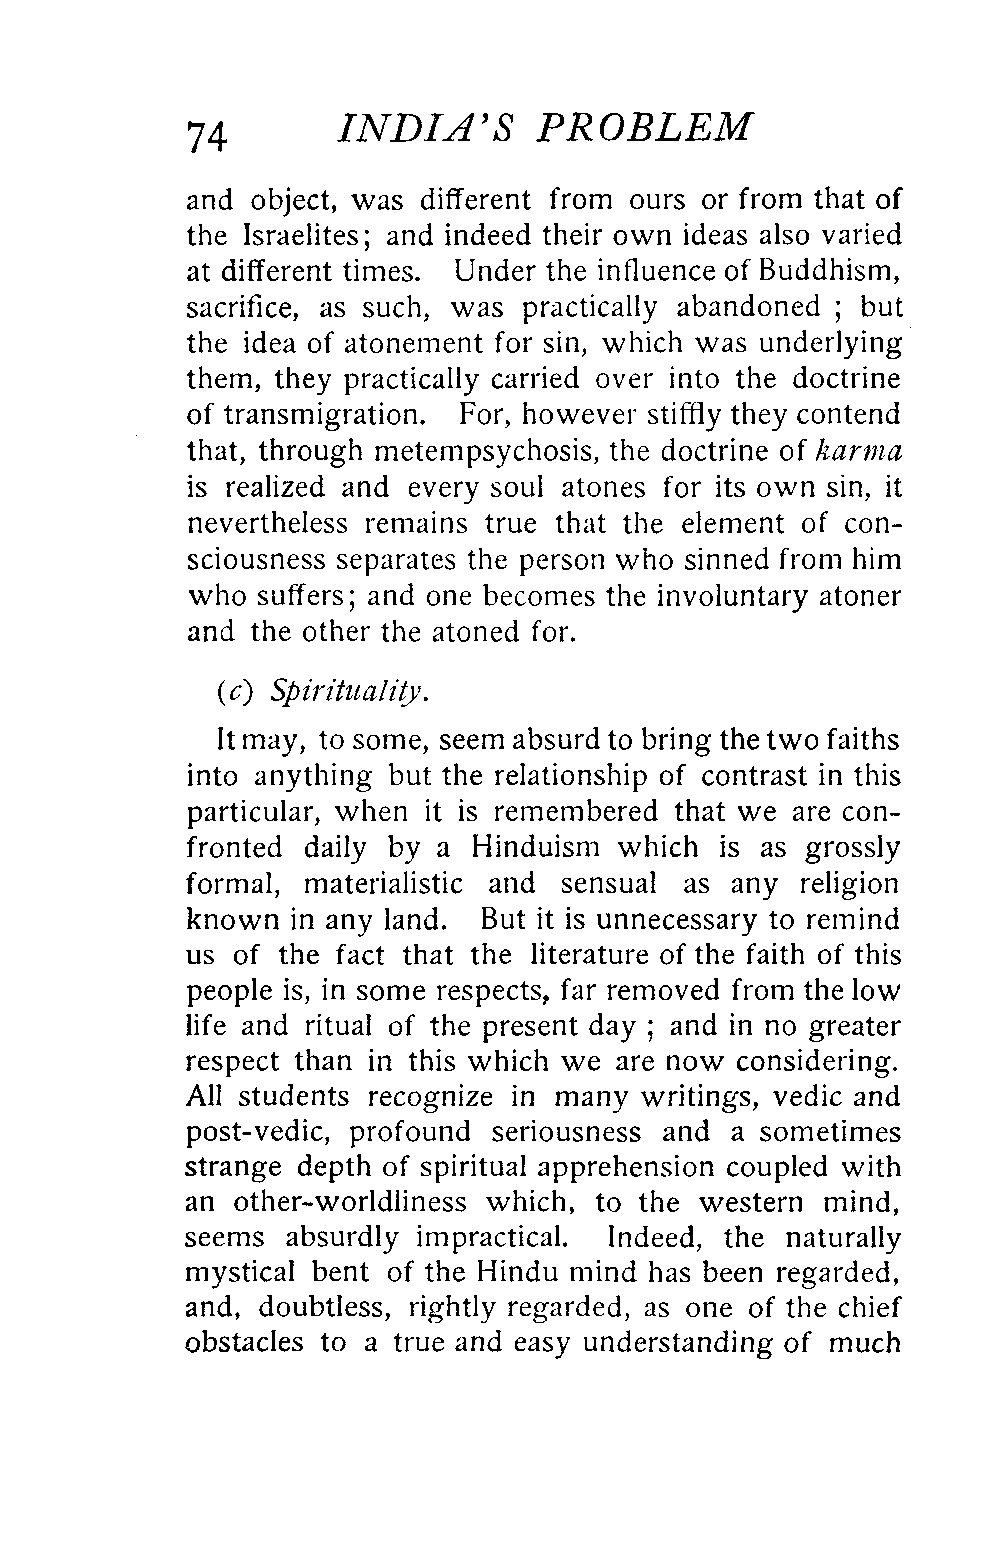 74 INDIA'S PROBLEM
and object, was different from ours or from that of
the Israelites; and indeed their own ideas also varied
at different times. Under the influence of Buddhism,
sacrifice, as such, was practically abandoned ; but
the idea of atonement for sin, which was underlying
them, they practically carried over into the doctrine
of transmigration. For, however stiffly they contend
that, through metempsychosis, the doctrine of karma
is realized and every soul atones for its own sin, it
nevertheless remains true that the element of con-
sciousness separates the person who sinned from him
who suffers; and one becomes the involuntary atoner
and the other the atoned for.
(c) Spirituality.
It may, to some, seem absurd to bring the two faiths
into anything but the relationship of contrast in this
particular, when it is remembered that we are con-
fronted daily by a Hinduism which is as grossly
formal, materialistic and sensual as any religion
known in any land. But it is unnecessary to remind
us of the fact that the literature of the faith of this
people is, in some respects, far removed from the low
life and ritual of the present day ; and in no greater
respect than in this which we are now considering.
All students recognize in many writings, vedic and
post-vedic, profound seriousness and a sometimes
strange depth of spiritual apprehension coupled with
an other-worldliness which, to the western mind,
seems absurdly impractical. Indeed, the naturally
mystical bent of the Hindu mind has been regarded,
and, doubtless, rightly regarded, as one of the chief
obstacles to a true and easy understanding of much